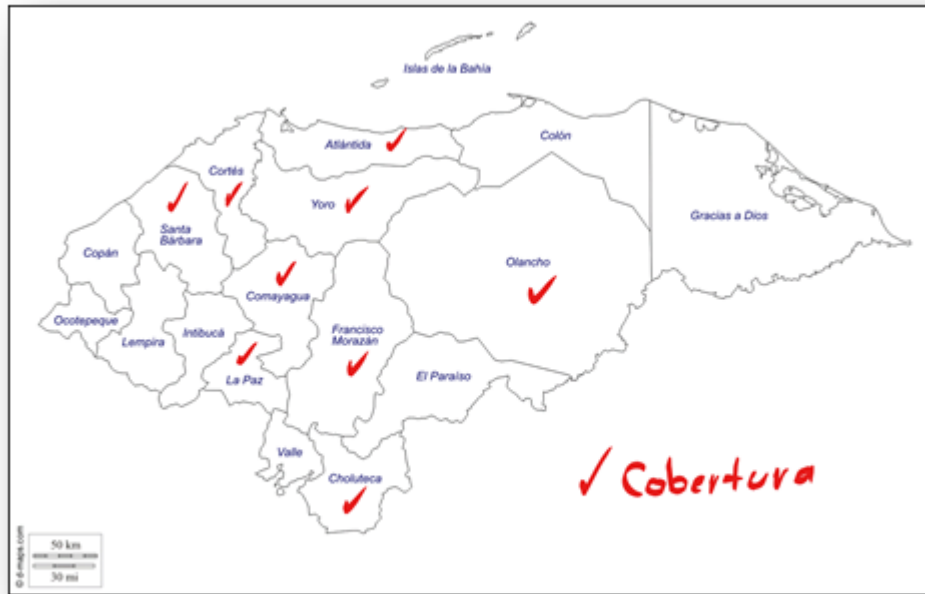 Islas de la Bahía
Atlántida
Colón
Cortés
Yoro
Gracias a Dios
Santa
Bárbara
Copán
Olancho
Comayagua
Ocotepeque
Intibucá
Francisco
Morazán
Lempira
La Paz
El Paraíso
Valle
Choluteca
Cobertura
50 km
30 mi
© d-maps.com